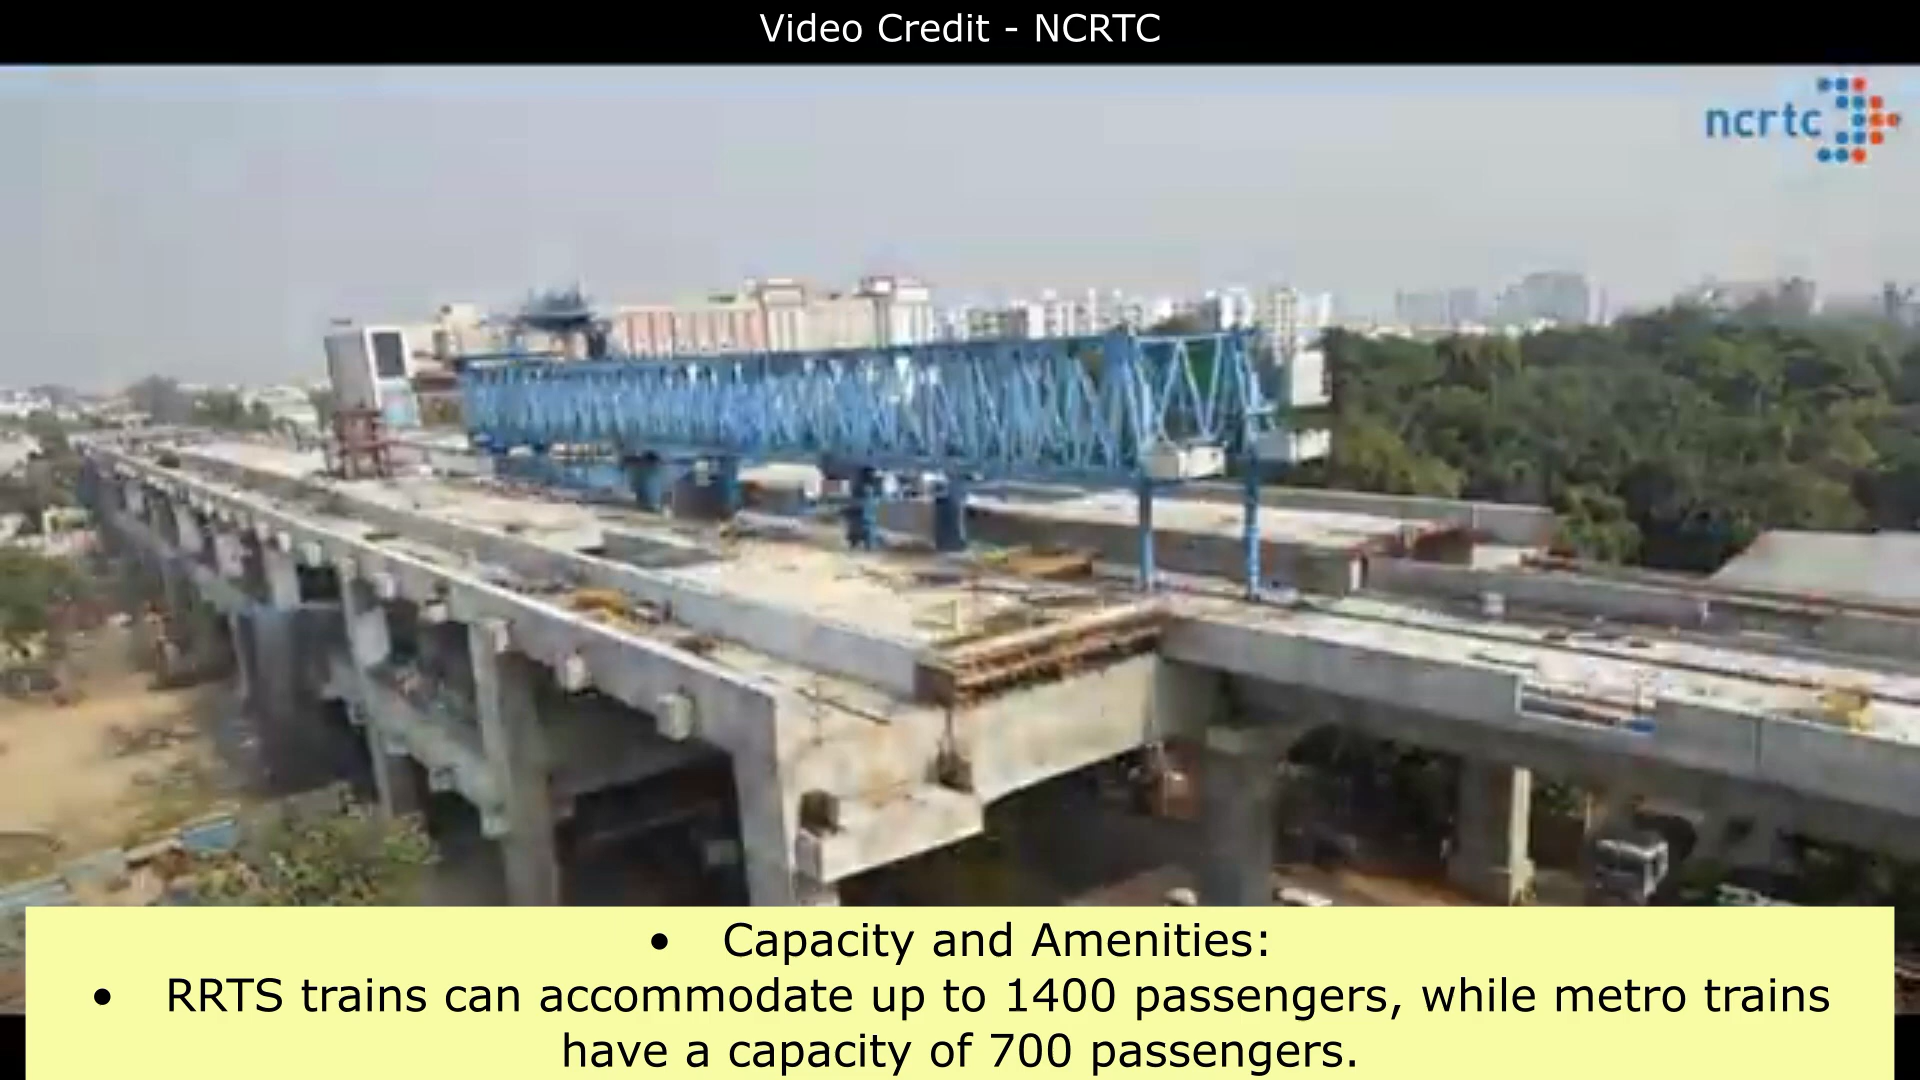 Video Credit - NCRTC
ncrtc
• Capacity and Amenities:
• RRTS trains can accommodate up to 1400 passengers, while metro trains
have a capacity of 700 passengers.